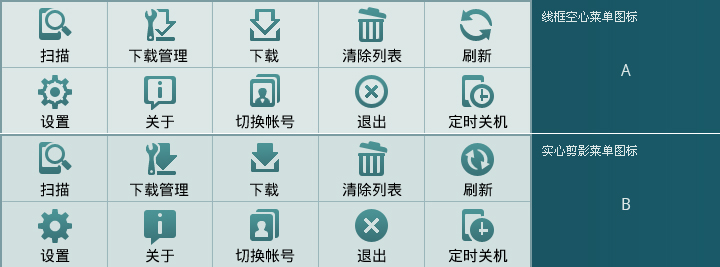 扫描 下载管理 下载 清除列表 刷新
设置 关于 切换帐号 退出 定时关机
线框空心菜单图标
A
扫描 下载管理 下载 清除列表 刷新
设置 关于 切换帐号 退出 定时关机
实心剪影菜单图标
B